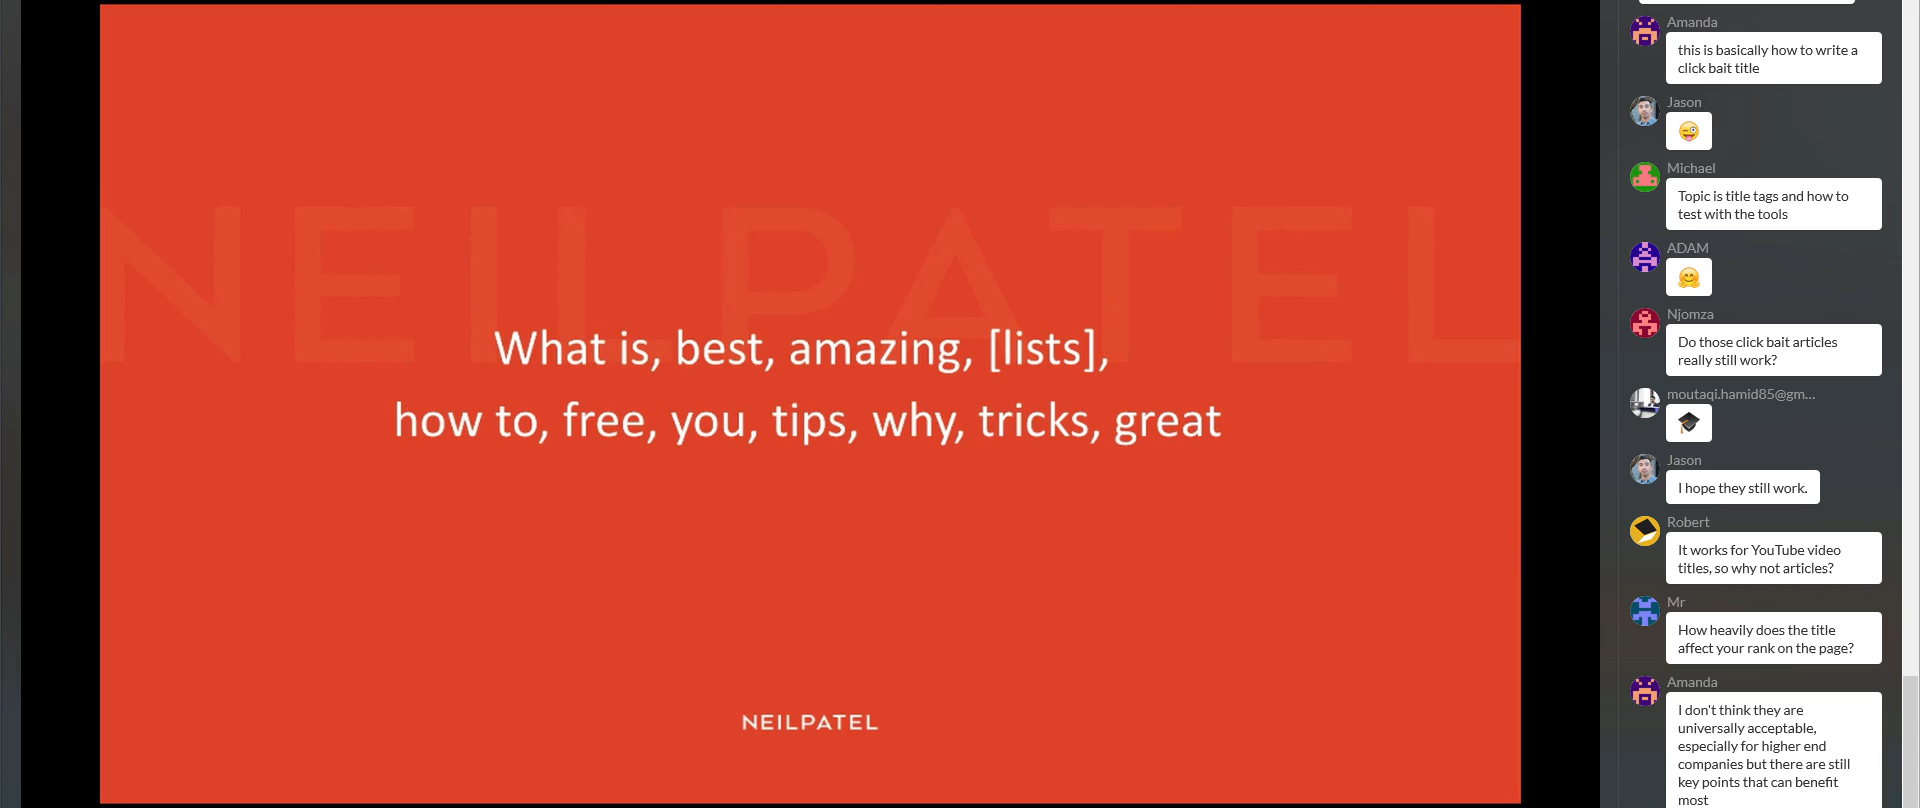 NEILPATEL
What is, best, amazing, [lists],
how to, free, you, tips, why, tricks, great
NEILPATEL
Amanda
this is basically how to write a
click bait title
Jason
Michael
Topic is title tags and how to
test with the tools
ADAM
Njomza
Do those click bait articles
really still work?
moutaqi.hamid85@gm...
Jason
I hope they still work.
Robert
It works for YouTube video
titles, so why not articles?
Mr
How heavily does the title
affect your rank on the page?
Amanda
I don't think they are
universally acceptable,
especially for higher end
companies but there are still
key points that can benefit
most